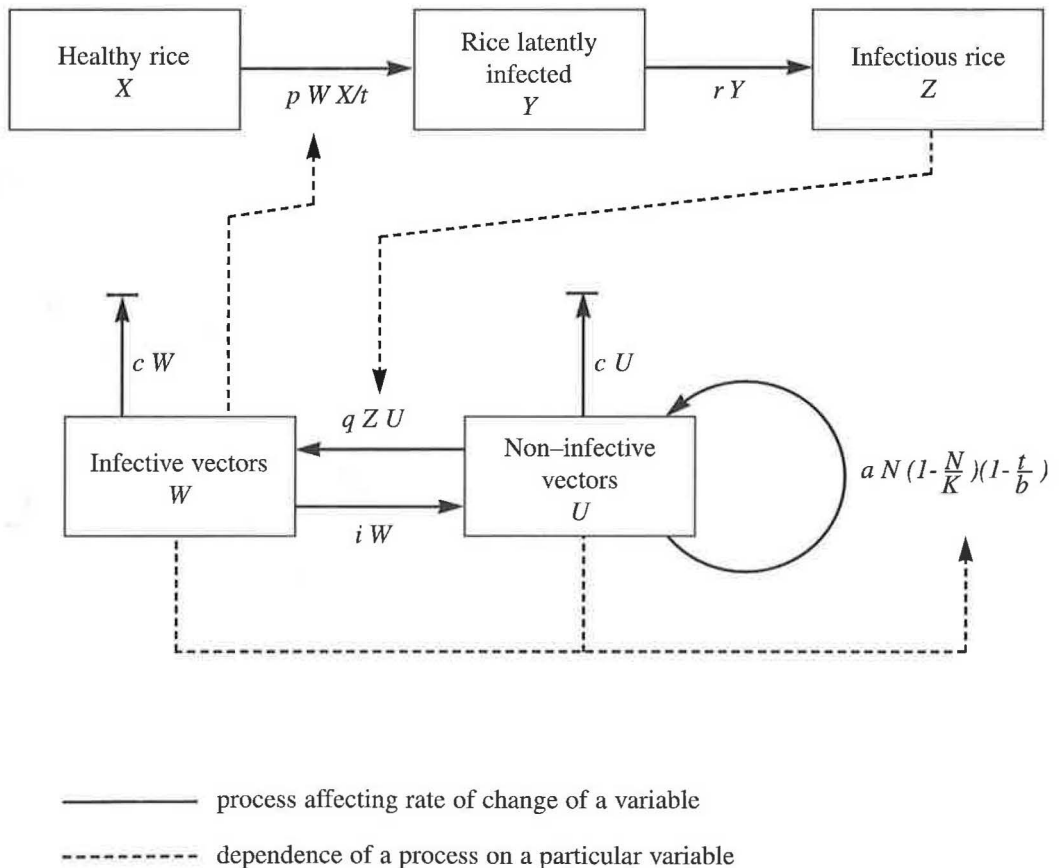 Healthy rice
X
p W X/t
Rice latently
infected
Y
r Y
Infectious rice
Z
c W
c U
q Z U
Infective vectors
W
i W
Non–infective
vectors
U
a N (1-N/K)(1-t/b)
process affecting rate of change of a variable
dependence of a process on a particular variable